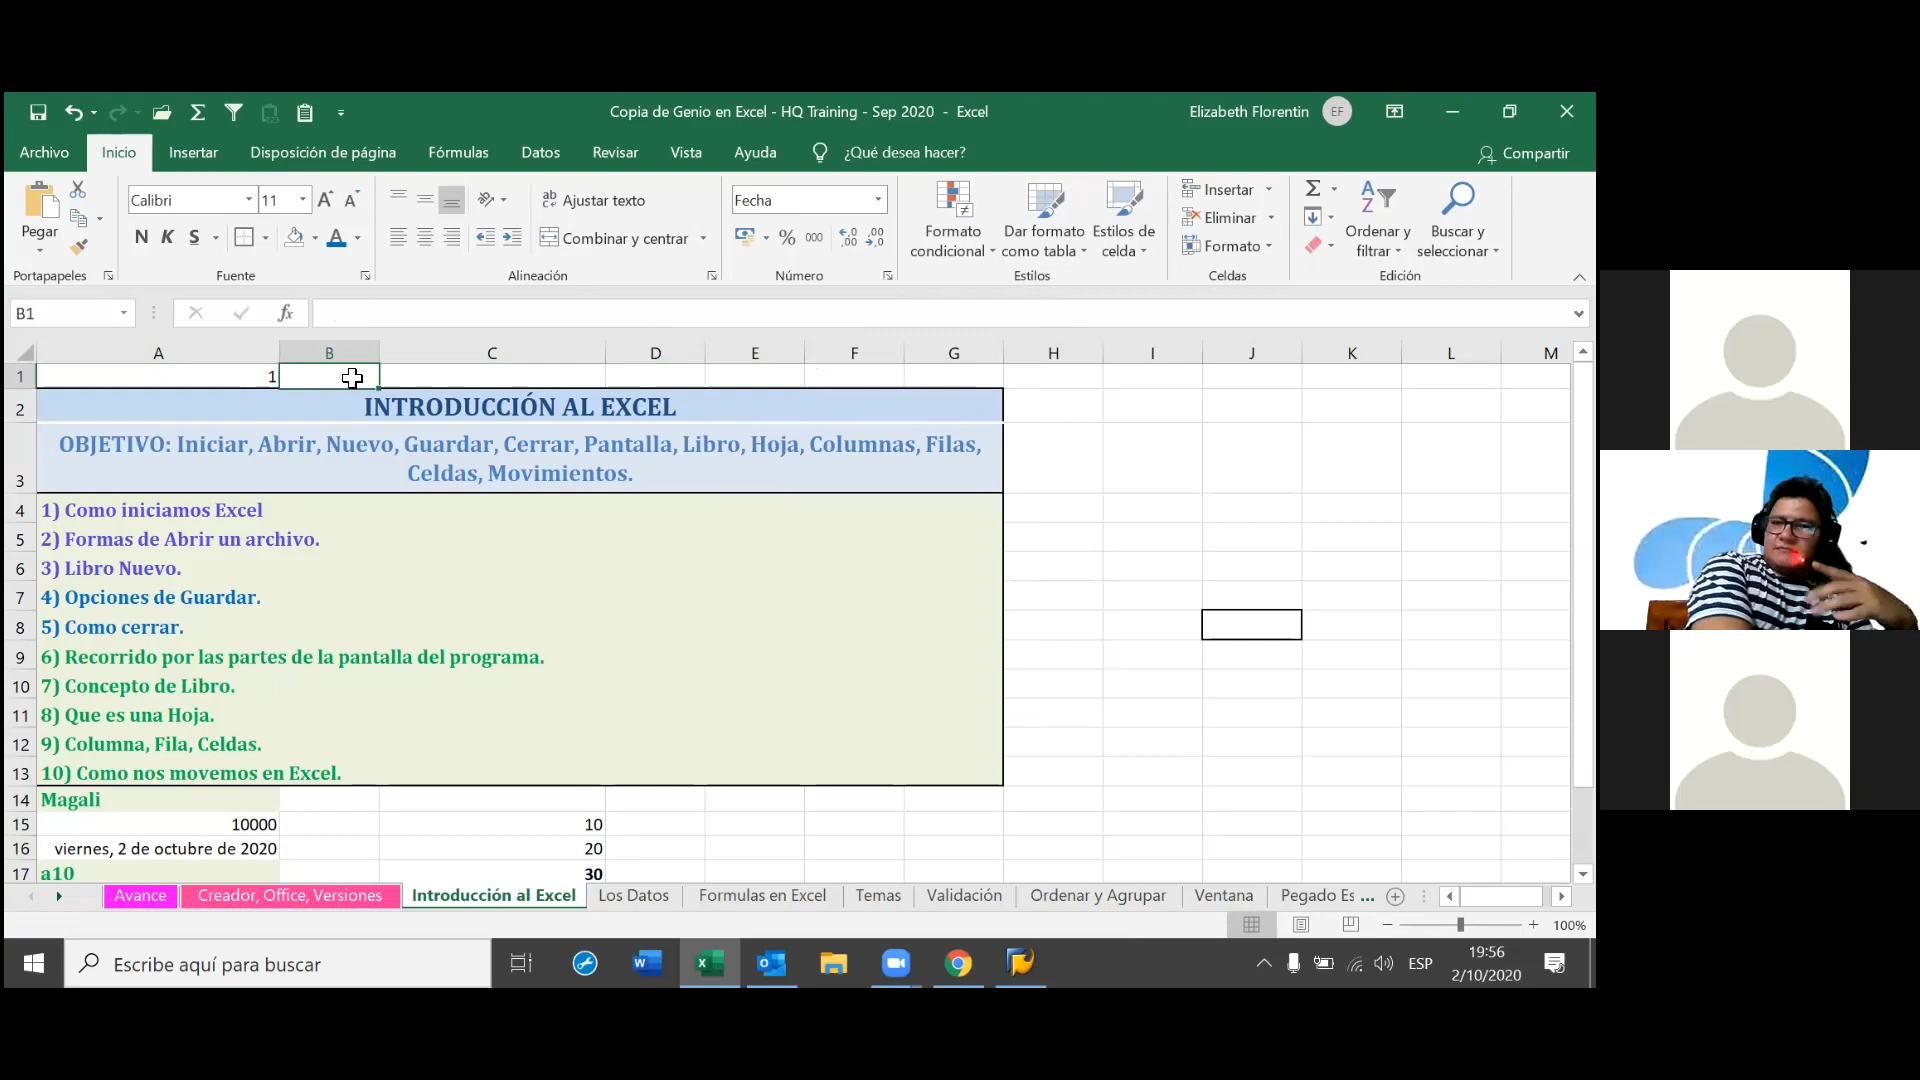 Copia de Genio en Excel - HQ Training - Sep 2020 - Excel
Elizabeth Florentin
EF
Archivo
Inicio
Insertar
Disposición de página
Fórmulas
Datos
Revisar
Vista
Ayuda
¿Qué desea hacer?
Compartir
Pegar
Calibri
11
N K S
Ajustar texto
Combinar y centrar
Fecha
% 000
Formato condicional
Dar formato como tabla
Estilos de celda
Insertar
Eliminar
Formato
Ordenar y filtrar
Buscar y seleccionar
Portapapeles
Fuente
Alineación
Número
Estilos
Celdas
Edición
B1
fx
A B C D E F G H I J K L M
1 1
2 INTRODUCCIÓN AL EXCEL
OBJETIVO: Iniciar, Abrir, Nuevo, Guardar, Cerrar, Pantalla, Libro, Hoja, Columnas, Filas,
3 Celdas, Movimientos.
4 1) Como iniciamos Excel
5 2) Formas de Abrir un archivo.
6 3) Libro Nuevo.
7 4) Opciones de Guardar.
8 5) Como cerrar.
9 6) Recorrido por las partes de la pantalla del programa.
10 7) Concepto de Libro.
11 8) Que es una Hoja.
12 9) Columna, Fila, Celdas.
13 10) Como nos movemos en Excel.
14 Magali
15 10000 10
16 viernes, 2 de octubre de 2020 20
17 a10 30
Avance
Creador, Office, Versiones
Introducción al Excel
Los Datos
Formulas en Excel
Temas
Validación
Ordenar y Agrupar
Ventana
Pegado Es ...
100%
Escribe aquí para buscar
ESP
19:56
2/10/2020